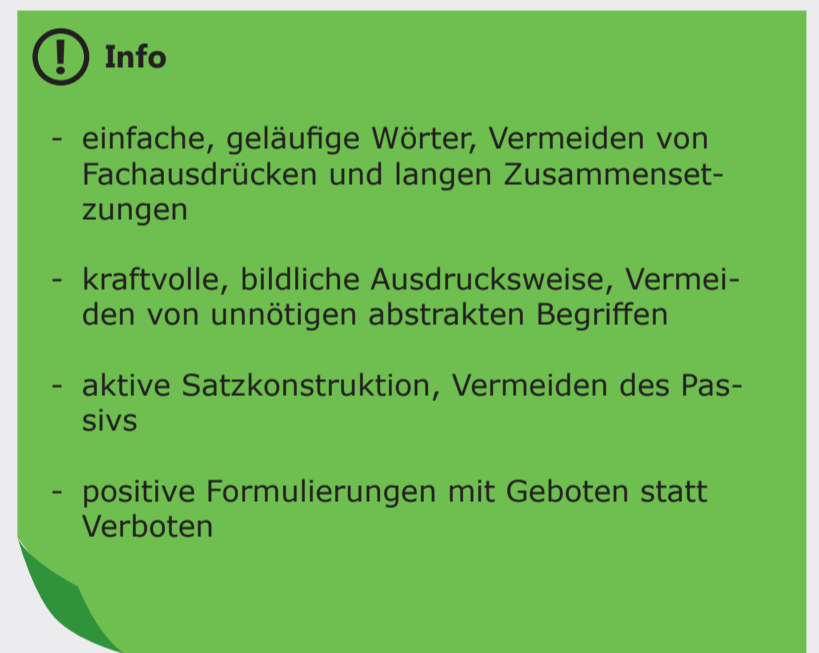 ! Info
- einfache, geläufige Wörter, Vermeiden von
Fachausdrücken und langen Zusammenset-
zungen
- kraftvolle, bildliche Ausdrucksweise, Vermei-
den von unnötigen abstrakten Begriffen
- aktive Satzkonstruktion, Vermeiden des Pas-
sivs
- positive Formulierungen mit Geboten statt
Verboten